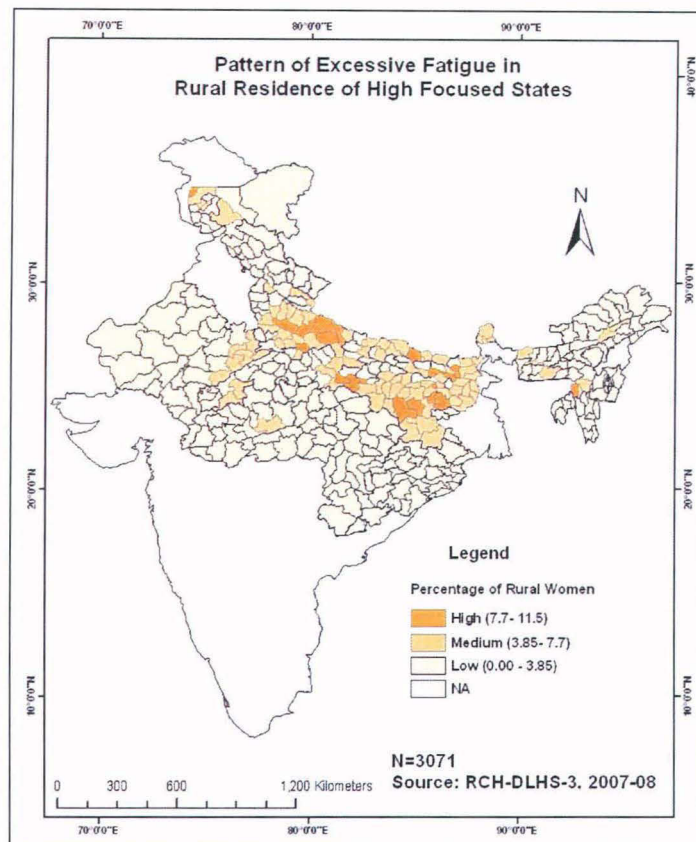 70°0'0"E 80°0'0"E 90°0'0"E
Pattern of Excessive Fatigue in
Rural Residence of High Focused States
N
30°0'0"N
20°0'0"N
10°0'0"N
Legend
Percentage of Rural Women
High (7.7- 11.5)
Medium (3.85- 7.7)
Low (0.00 - 3.85)
NA
N=3071
Source: RCH-DLHS-3, 2007-08
0 300 600 1,200 Kilometers
70°0'0"E 80°0'0"E 90°0'0"E